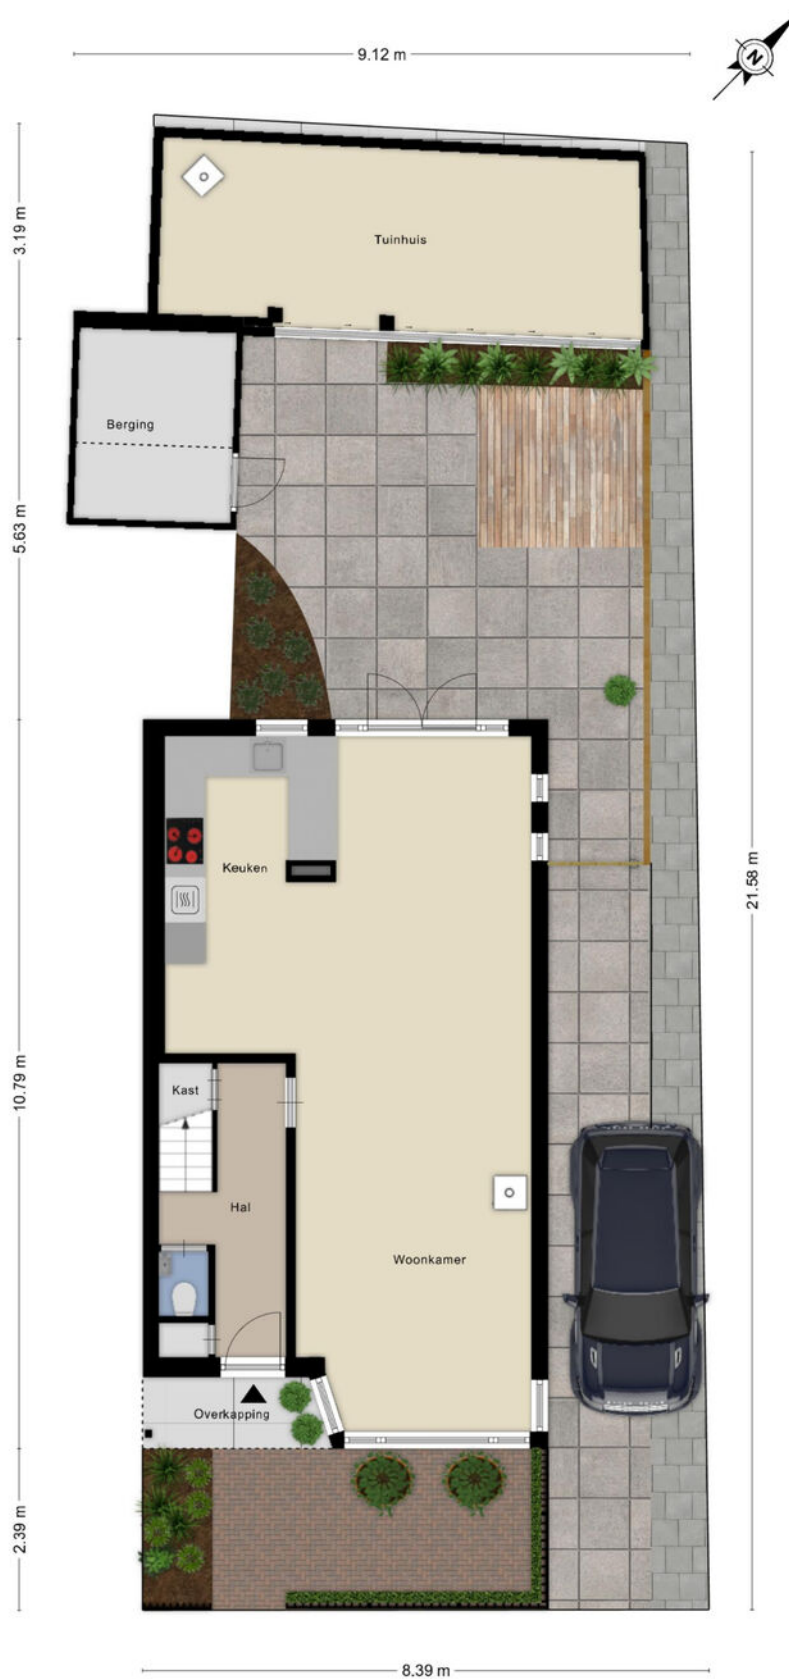 9.12 m
N
3.19 m
Tuinhuis
Berging
5.63 m
Keuken
21.58 m
10.79 m
Kast
Hal
Woonkamer
Overkapping
2.39 m
8.39 m